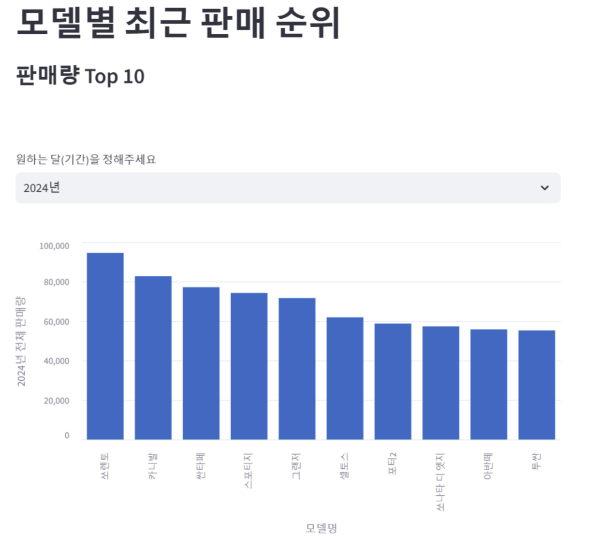 모델별 최근 판매 순위
판매량 Top 10
원하는 달(기간)을 정해주세요
2024년
100,000
80,000
60,000
40,000
20,000
0
2024년 전체 판매량
쏘렌토
카니발
싼타페
스포티지
그랜저
셀토스
포터2
쏘나타 디 엣지
아반떼
투싼
모델명